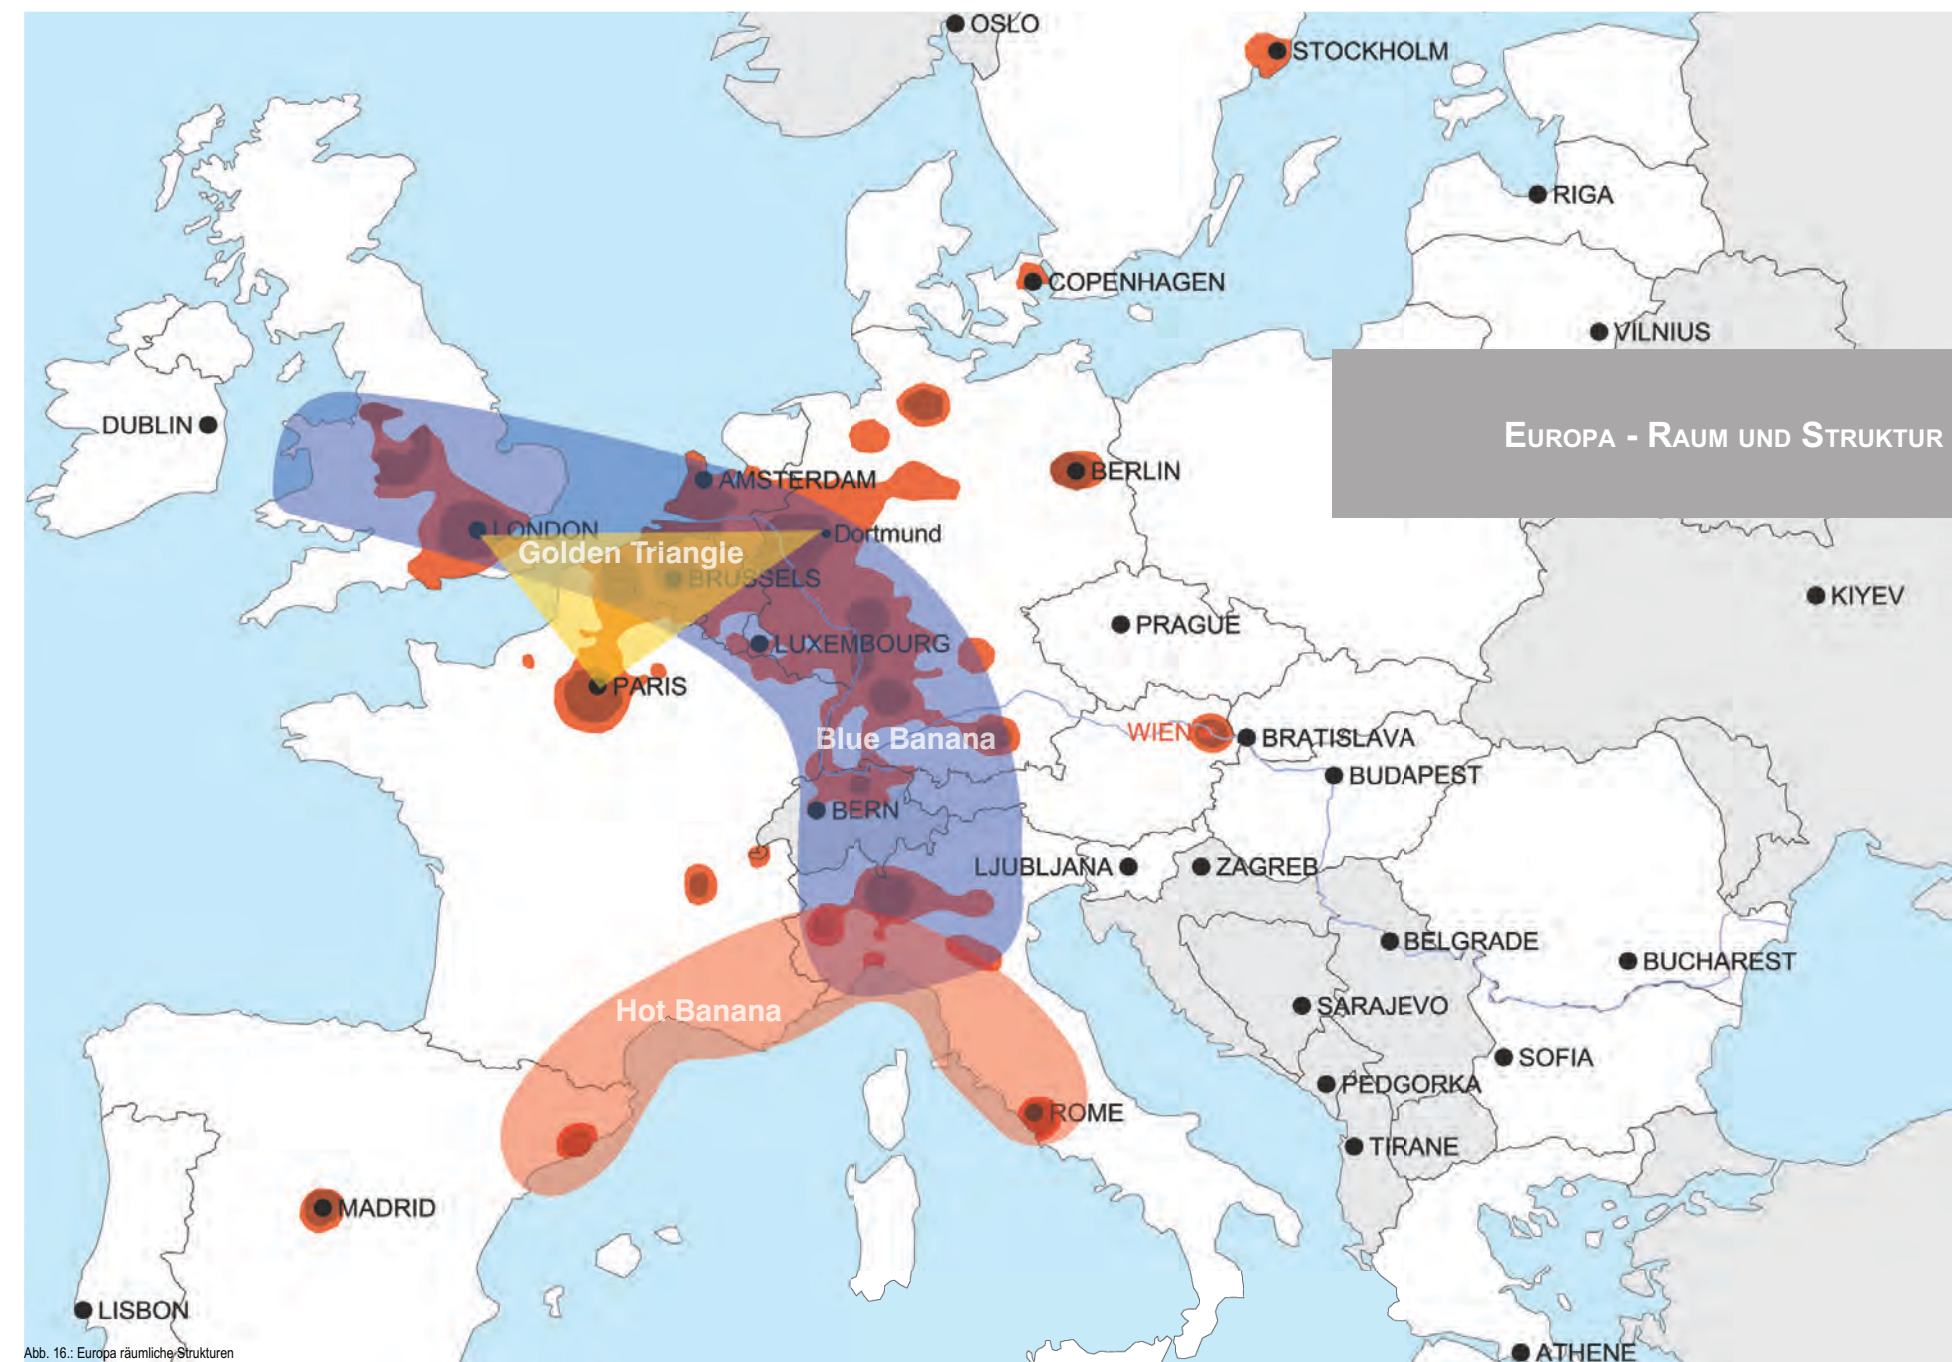 OSLO
STOCKHOLM
RIGA
COPENHAGEN
VILNIUS
DUBLIN
EUROPA - RAUM UND STRUKTUR
AMSTERDAM
BERLIN
LONDON
Dortmund
Golden Triangle
BRUSSELS
KIYEV
PRAGUE
LUXEMBOURG
PARIS
Blue Banana
WIEN
BRATISLAVA
BUDAPEST
BERN
LJUBLJANA
ZAGREB
BELGRADE
BUCHAREST
Hot Banana
SARAJEVO
SOFIA
PEDGORKA
ROME
TIRANE
MADRID
LISBON
Abb. 16.: Europa räumliche Strukturen
ATHENE